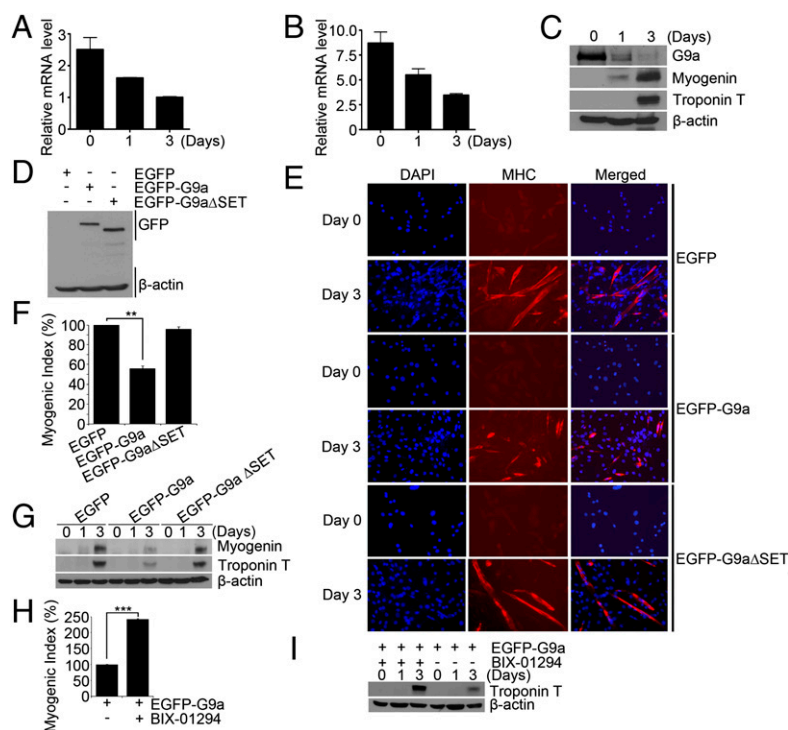 A
Relative mRNA level
3
2
1
0
0 1 3 (Days)
B
Relative mRNA level
10.0
7.5
5.0
2.5
0
0 1 3 (Days)
C
0 1 3 (Days)
G9a
Myogenin
Troponin T
β-actin
D
+ - - EGFP
- + - EGFP-G9a
- - + EGFP-G9aΔSET
GFP
β-actin
E
DAPI MHC Merged
Day 0
Day 3
EGFP
Day 0
Day 3
EGFP-G9a
Day 0
Day 3
EGFP-G9aΔSET
F
Myogenic Index (%)
100
80
60
40
20
0
**
EGFP
EGFP-G9a
EGFP-G9aΔSET
G
EGFP EGFP-G9a EGFP-G9a ΔSET
0 1 3 0 1 3 0 1 3 (Days)
Myogenin
Troponin T
β-actin
H
Myogenic Index (%)
250
200
150
100
50
0
***
+ + EGFP-G9a
- + BIX-01294
I
+ + + + + + EGFP-G9a
+ + + - - - BIX-01294
0 1 3 0 1 3 (Days)
Troponin T
β-actin